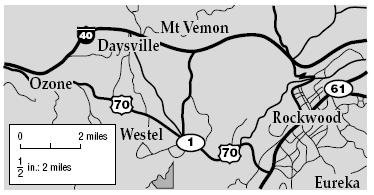 40
Mt Vemon
Daysville
Ozone
70
61
Rockwood
Westel
1
70
0 2 miles
1/2 in.: 2 miles
Eureka